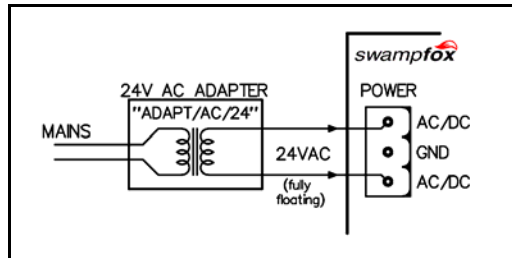 swampfox
24V AC ADAPTER
POWER
"ADAPT/AC/24"
MAINS
AC/DC
24VAC
GND
(fully
floating)
AC/DC